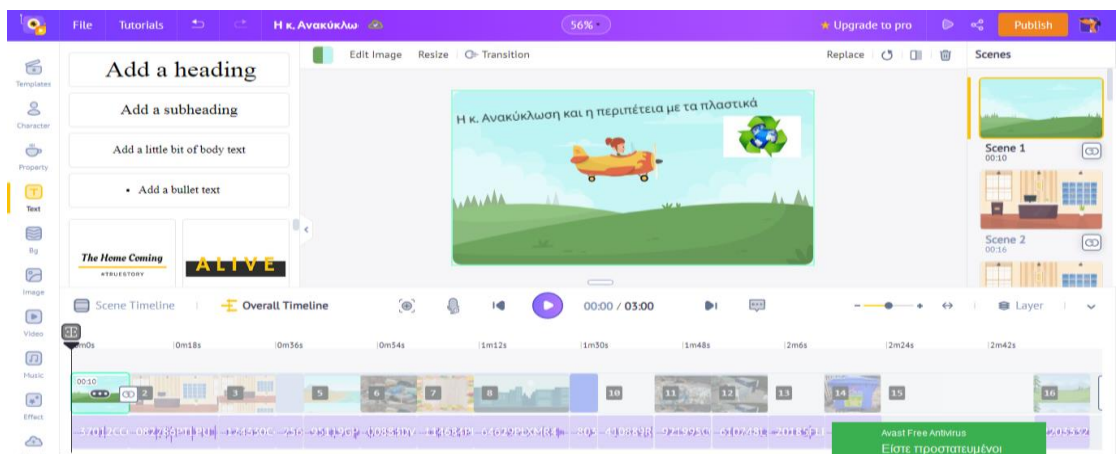 File Tutorials Η κ. Ανακύκλω 56% Upgrade to pro Publish
Edit Image Resize Transition Replace Scenes
Templates
Character
Property
Text
Bg
Image
Video
Music
Effect
Add a heading
Add a subheading
Add a little bit of body text
• Add a bullet text
The Home Coming
#TRUESTORY
ALIVE
Η κ. Ανακύκλωση και η περιπέτεια με τα πλαστικά
Scene 1
00:10
Scene 2
00:16
Scene Timeline Overall Timeline 00:00 / 03:00 Layer
0m0s 0m18s 0m36s 0m54s 1m12s 1m30s 1m48s 2m6s 2m24s 2m42s
00:10 2 3 5 6 7 8 10 11 12 13 14 15 16
Avast Free Antivirus
Είστε προστατευμένοι